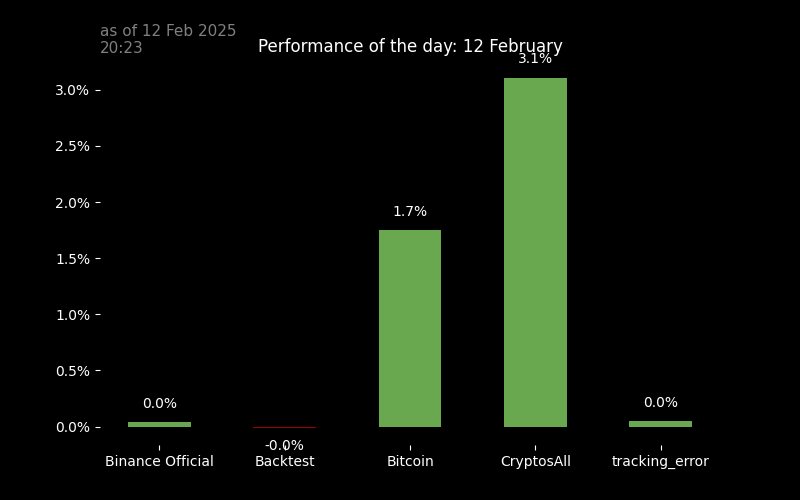 as of 12 Feb 2025
20:23
Performance of the day: 12 February
3.1%
3.0%
2.5%
2.0%
1.7%
1.5%
1.0%
0.5%
0.0%
0.0%
0.0%
-0.0%
Binance Official
Backtest
Bitcoin
CryptosAll
tracking_error